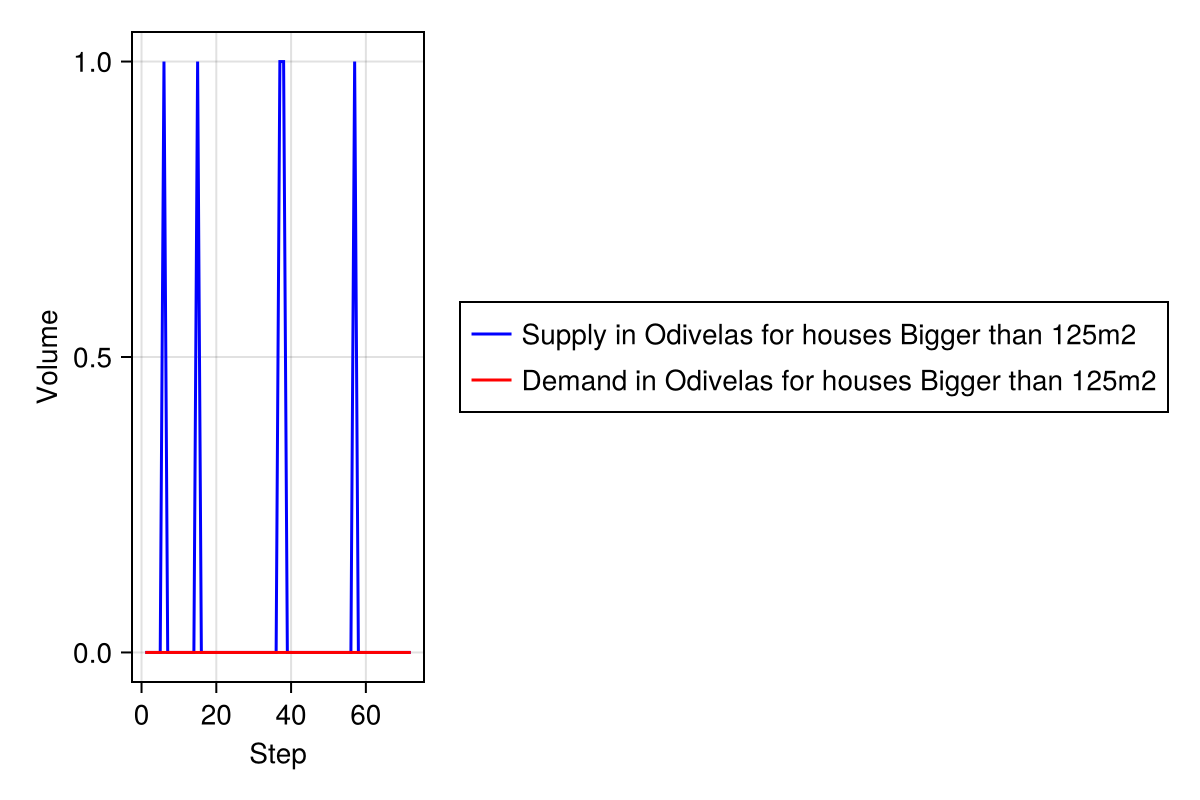 1.0
0.5
0.0
Volume
0
20
40
60
Step
Supply in Odivelas for houses Bigger than 125m2
Demand in Odivelas for houses Bigger than 125m2